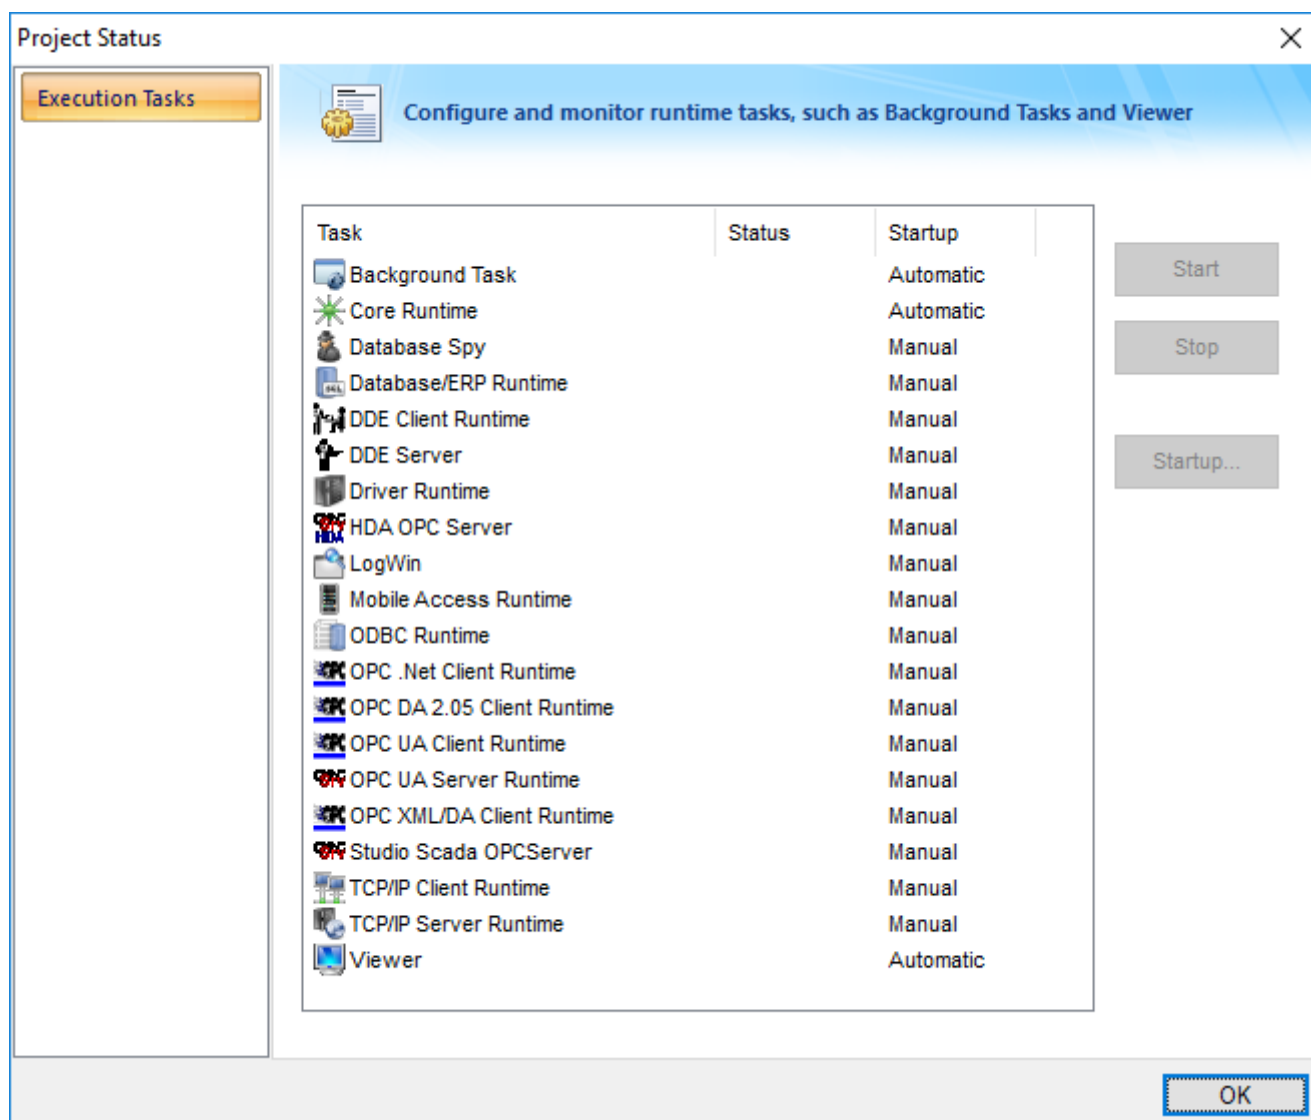 Project Status
Execution Tasks
Configure and monitor runtime tasks, such as Background Tasks and Viewer
Task Status Startup
Background Task Automatic
Core Runtime Automatic
Database Spy Manual
Database/ERP Runtime Manual
DDE Client Runtime Manual
DDE Server Manual
Driver Runtime Manual
HDA OPC Server Manual
LogWin Manual
Mobile Access Runtime Manual
ODBC Runtime Manual
OPC .Net Client Runtime Manual
OPC DA 2.05 Client Runtime Manual
OPC UA Client Runtime Manual
OPC UA Server Runtime Manual
OPC XML/DA Client Runtime Manual
Studio Scada OPCServer Manual
TCP/IP Client Runtime Manual
TCP/IP Server Runtime Manual
Viewer Automatic
Start
Stop
Startup...
OK